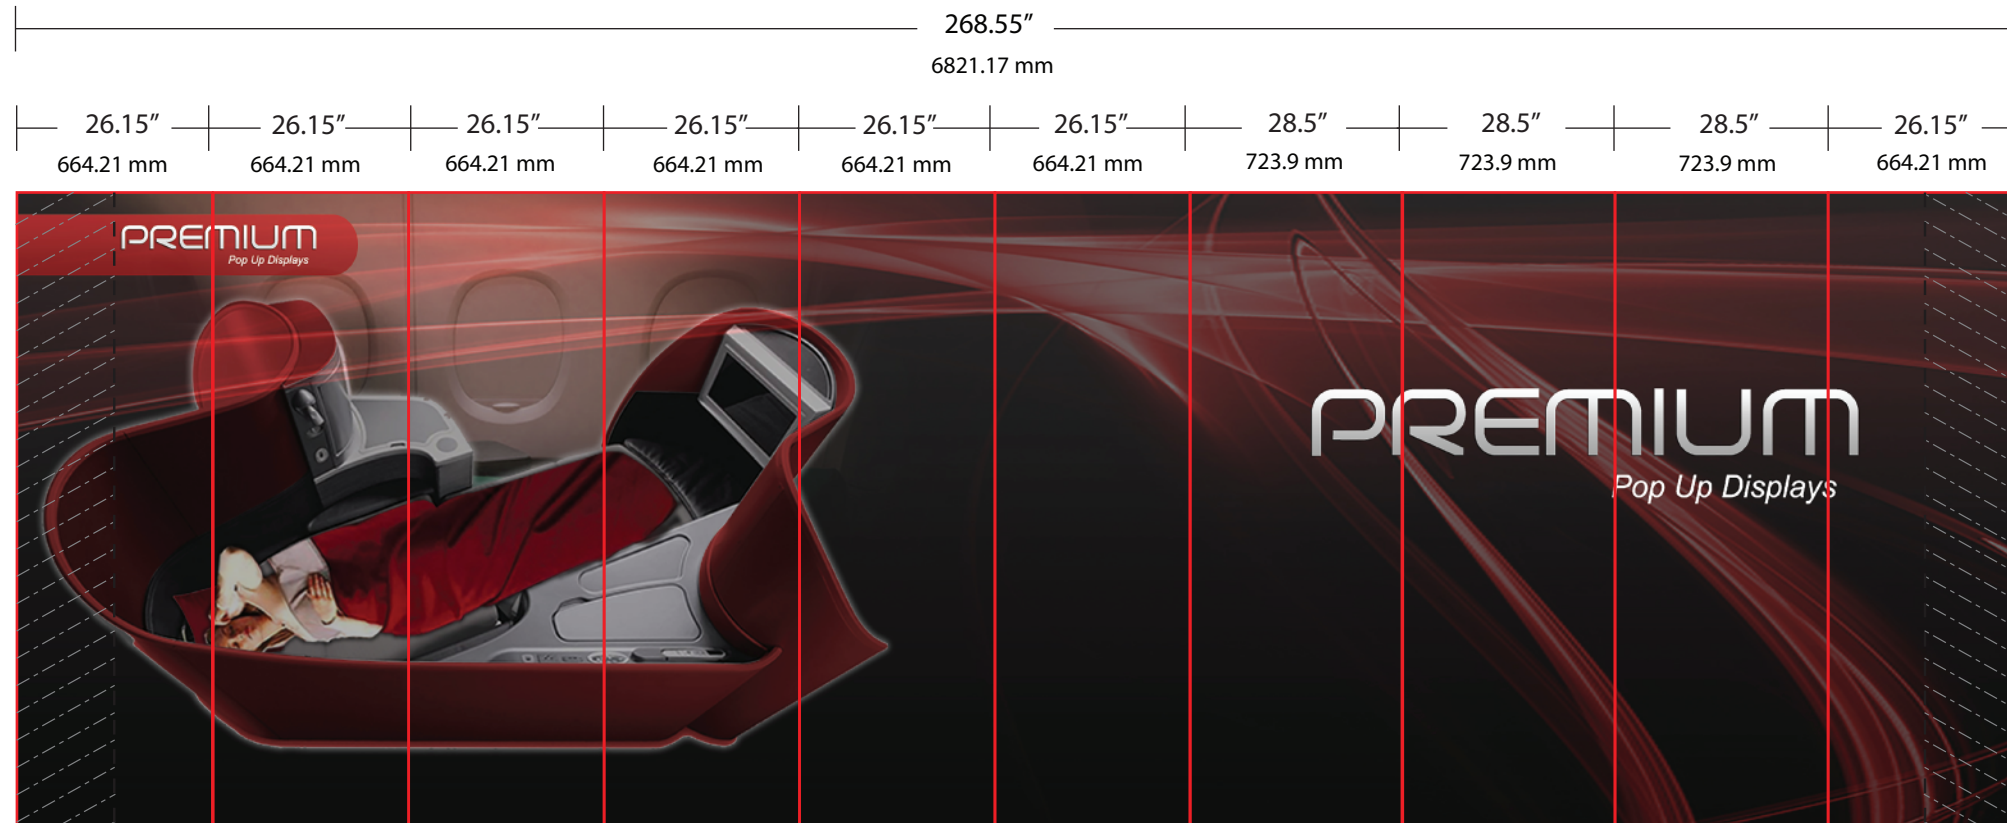 268.55”
6821.17 mm
26.15” 26.15” 26.15” 26.15” 26.15” 26.15” 28.5” 28.5” 28.5” 26.15”
664.21 mm 664.21 mm 664.21 mm 664.21 mm 664.21 mm 664.21 mm 723.9 mm 723.9 mm 723.9 mm 664.21 mm
PREMIUM
Pop Up Displays
PREMIUM
Pop Up Displays